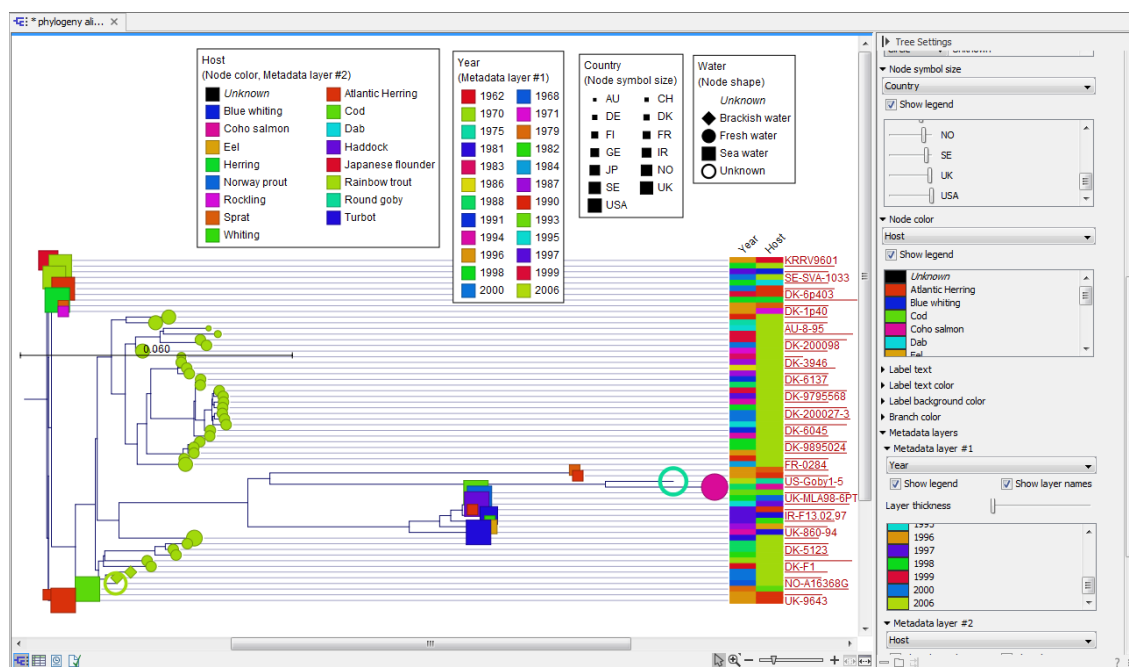 * phylogeny ali...
Host
(Node color, Metadata layer #2)
Unknown
Atlantic Herring
Blue whiting
Cod
Coho salmon
Dab
Eel
Haddock
Herring
Japanese flounder
Norway prout
Rainbow trout
Rockling
Round goby
Sprat
Turbot
Whiting
Year
(Metadata layer #1)
1962 1968
1970 1971
1975 1979
1981 1982
1983 1984
1986 1987
1988 1990
1991 1993
1994 1995
1996 1997
1998 1999
2000 2006
Country
(Node symbol size)
AU CH
DE DK
FI FR
GE IR
JP NO
SE UK
USA
Water
(Node shape)
Unknown
Brackish water
Fresh water
Sea water
Unknown
Year Host
KRRV9601
SE-SVA-1033
DK-6p403
DK-1p40
AU-8-95
DK-200098
DK-3946
DK-6137
DK-9795568
DK-200027-3
DK-6045
DK-9895024
FR-0284
US-Goby1-5
UK-MLA98-6PT
IR-F13.02.97
UK-860-94
DK-5123
DK-F1
NO-A16368G
UK-9643
0.060
Tree Settings
Node symbol size
Country
Show legend
NO
SE
UK
USA
Node color
Host
Show legend
Unknown
Atlantic Herring
Blue whiting
Cod
Coho salmon
Dab
Eel
Label text
Label text color
Label background color
Branch color
Metadata layers
Metadata layer #1
Year
Show legend Show layer names
Layer thickness
1995
1996
1997
1998
1999
2000
2006
Metadata layer #2
Host